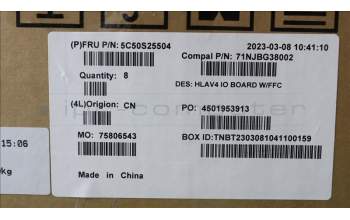 (P)FRU P/N: 5C50S25504
2023-03-08 10:41:10
Compal P/N: 71NJBG38002
Quantity: 8
DES: HLAV4 IO BOARD W/FFC
(4L)Origion: CN
PO: 4501953913
MO: 75806543
BOX ID:TNBT2303081041100159
Made in China
15:06
kg